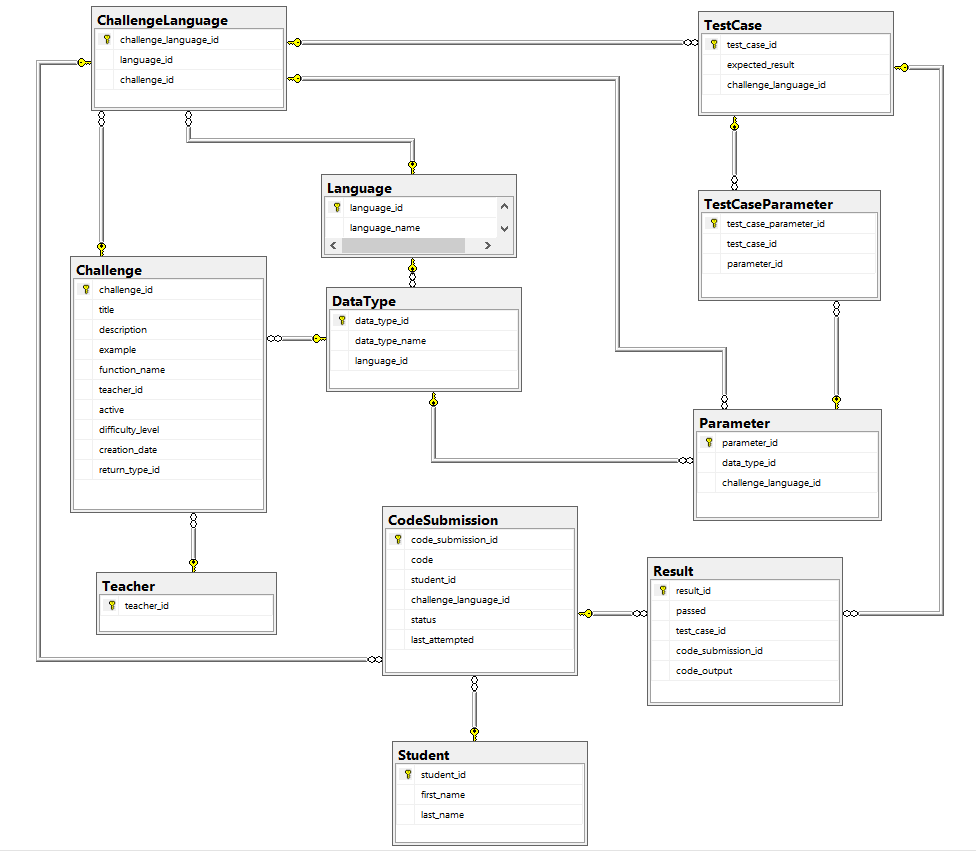 ChallengeLanguage
challenge_language_id
language_id
challenge_id
TestCase
test_case_id
expected_result
challenge_language_id
Language
language_id
language_name
TestCaseParameter
test_case_parameter_id
test_case_id
parameter_id
Challenge
challenge_id
title
description
example
function_name
teacher_id
active
difficulty_level
creation_date
return_type_id
DataType
data_type_id
data_type_name
language_id
Parameter
parameter_id
data_type_id
challenge_language_id
CodeSubmission
code_submission_id
code
student_id
challenge_language_id
status
last_attempted
Result
result_id
passed
test_case_id
code_submission_id
code_output
Teacher
teacher_id
Student
student_id
first_name
last_name